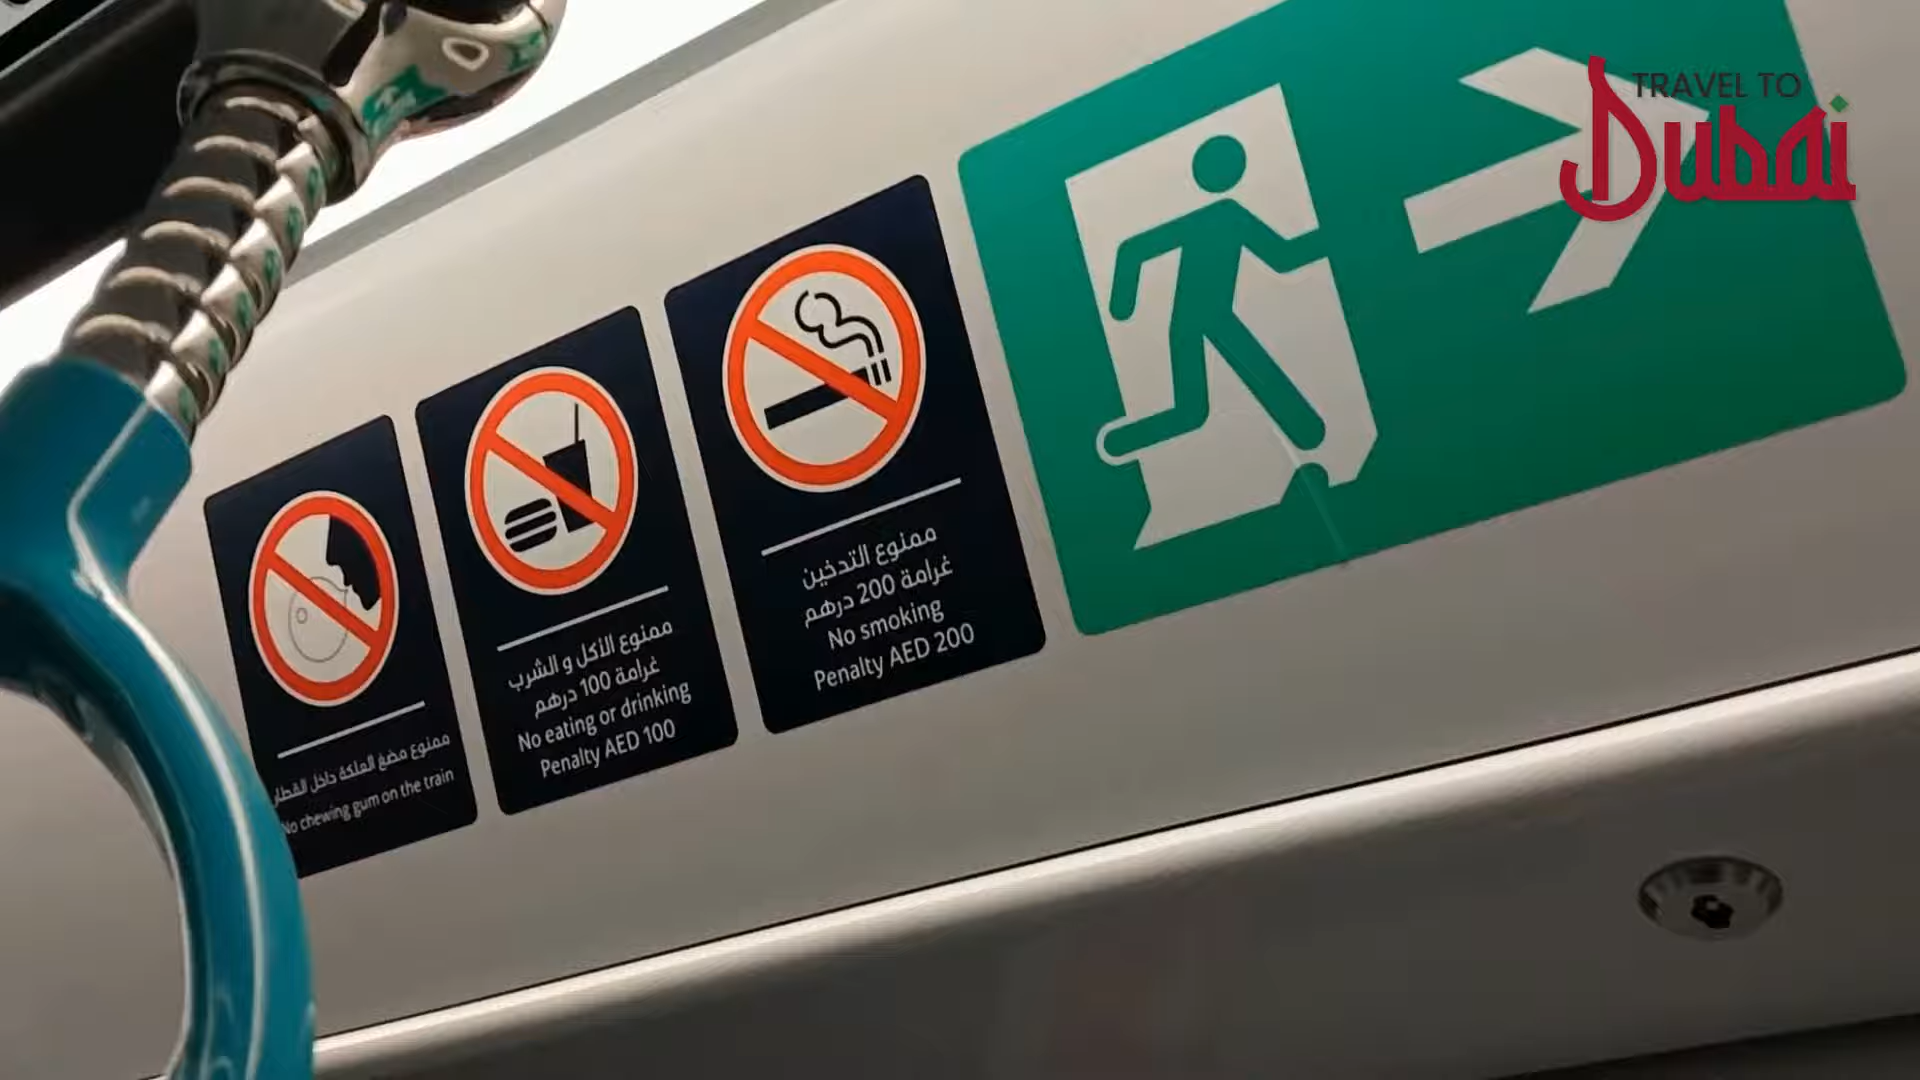 ممنوع مضغ العلكة داخل القطار
No chewing gum on the train
ممنوع الأكل و الشرب
غرامة 100 درهم
No eating or drinking
Penalty AED 100
ممنوع التدخين
غرامة 200 درهم
No smoking
Penalty AED 200
TRAVEL TO
Dubai